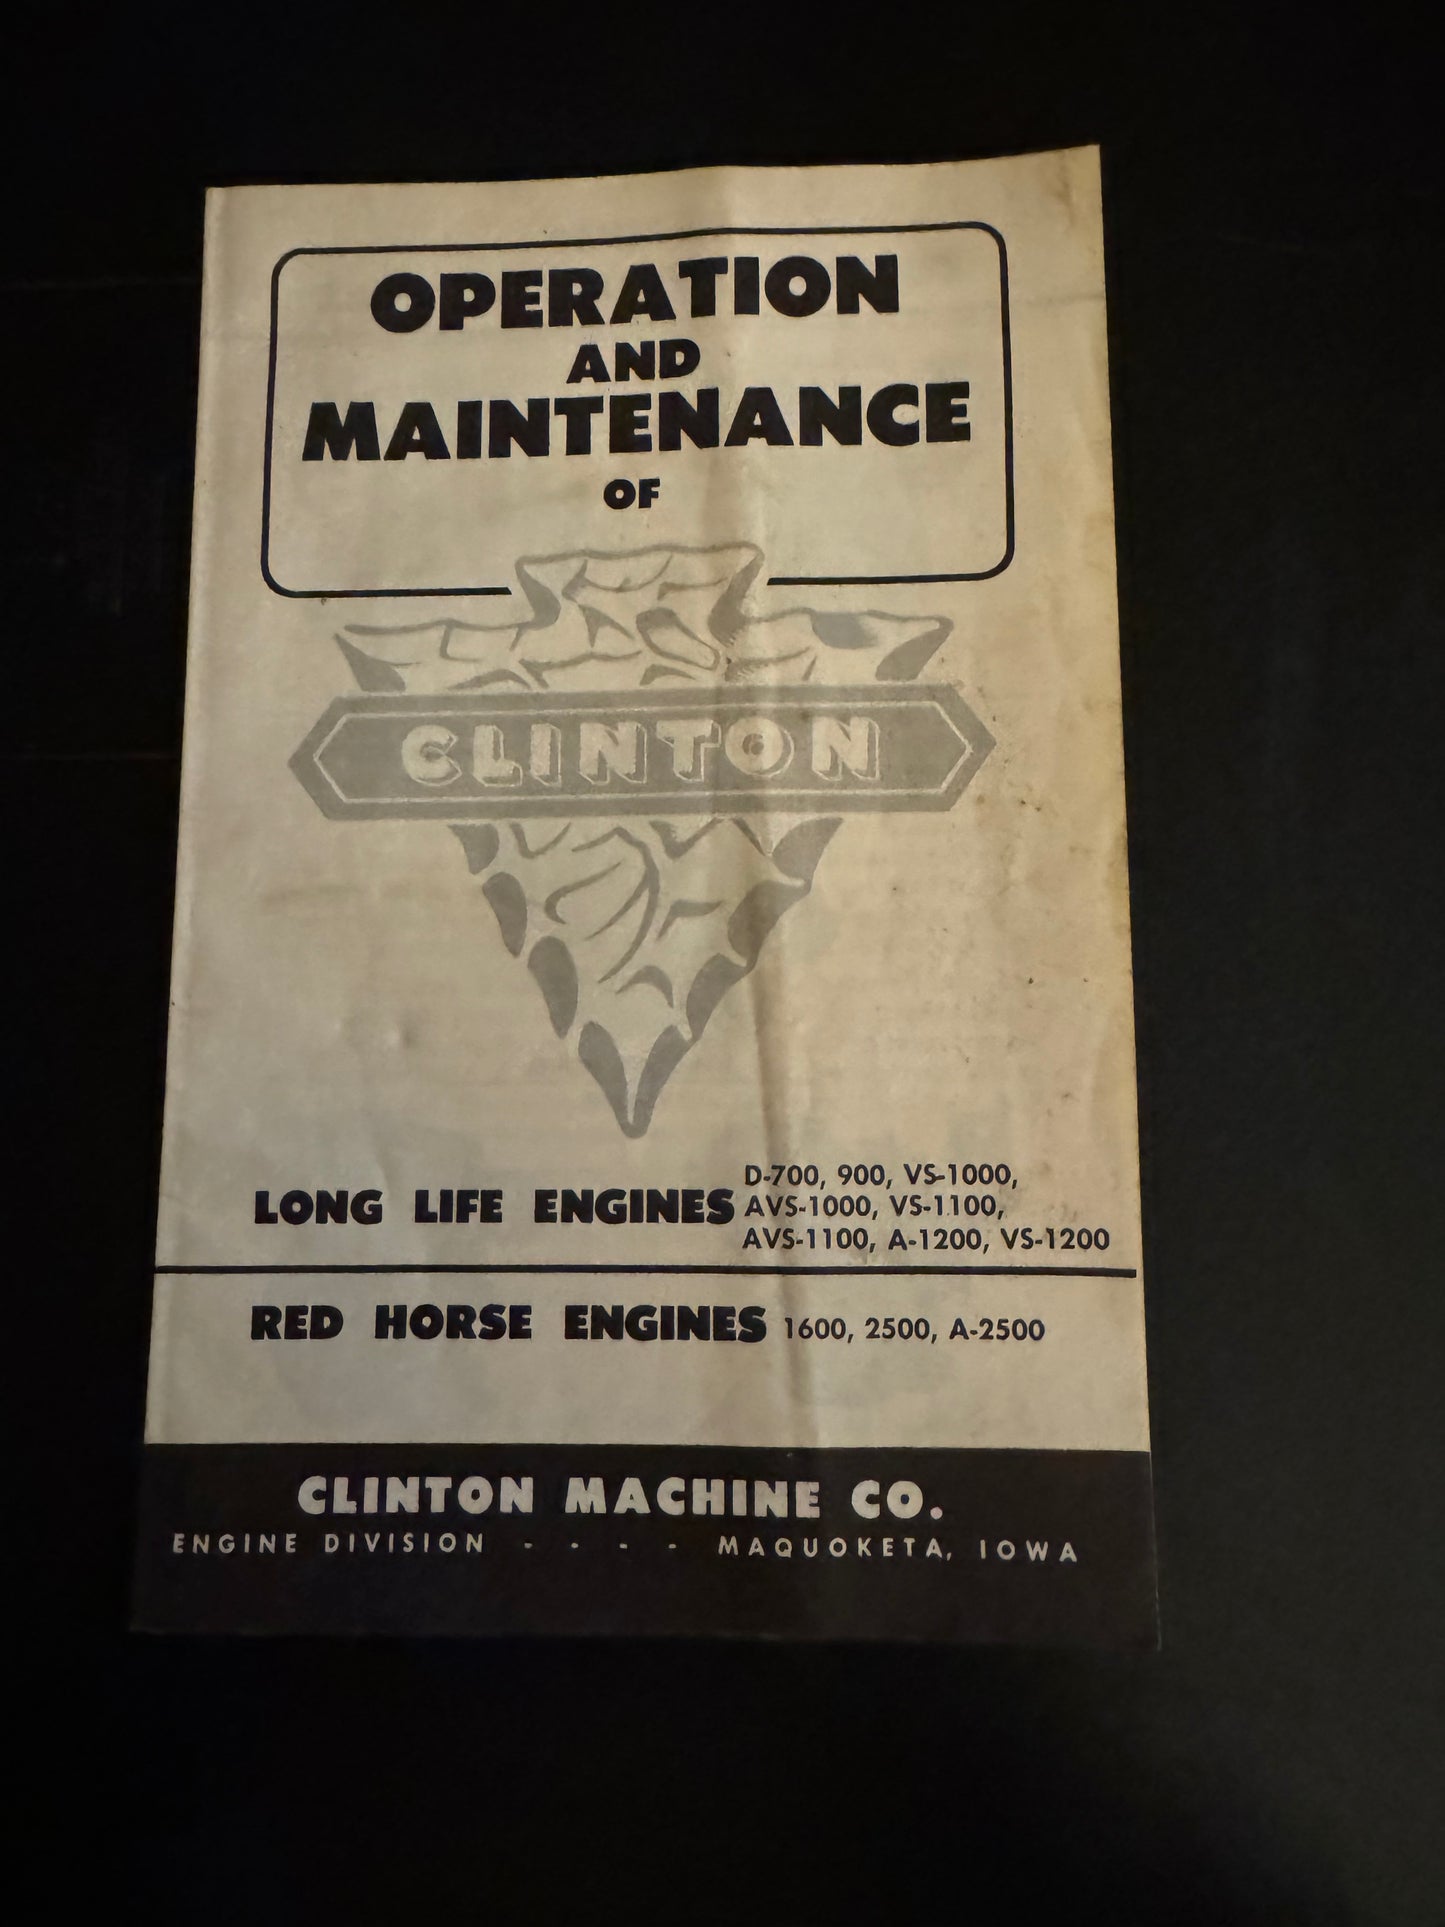 OPERATION
AND
MAINTENANCE
OF
CLINTON
LONG LIFE ENGINES D-700, 900, VS-1000,
AVS-1000, VS-1100,
AVS-1100, A-1200, VS-1200
RED HORSE ENGINES 1600, 2500, A-2500
CLINTON MACHINE CO.
ENGINE DIVISION - - - - MAQUOKETA, IOWA